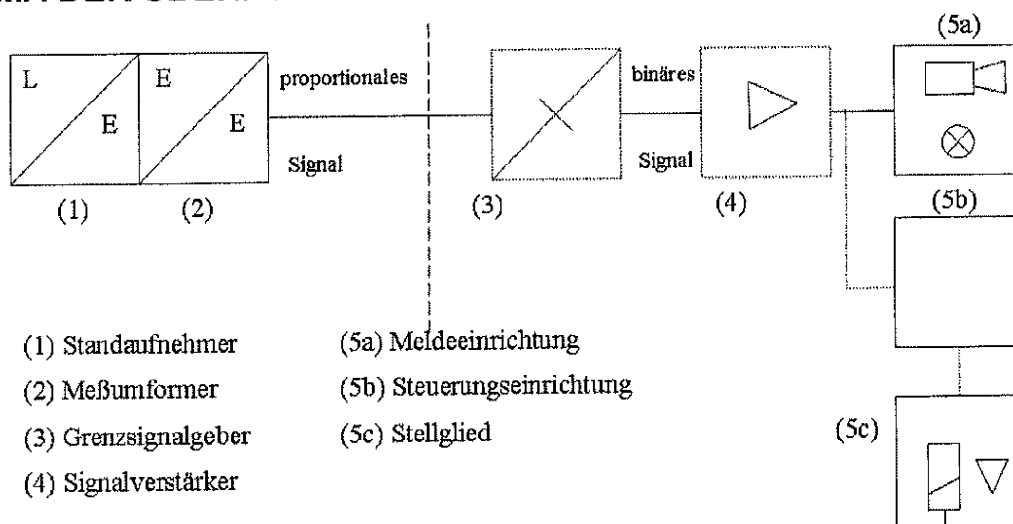 (5a)
L
E
E
E
proportionales
Signal
binäres
Signal
(1)
(2)
(3)
(4)
(5b)
(5c)
(1) Standaufnehmer
(2) Meßumformer
(3) Grenzsignalgeber
(4) Signalverstärker
(5a) Meldeeinrichtung
(5b) Steuerungseinrichtung
(5c) Stellglied